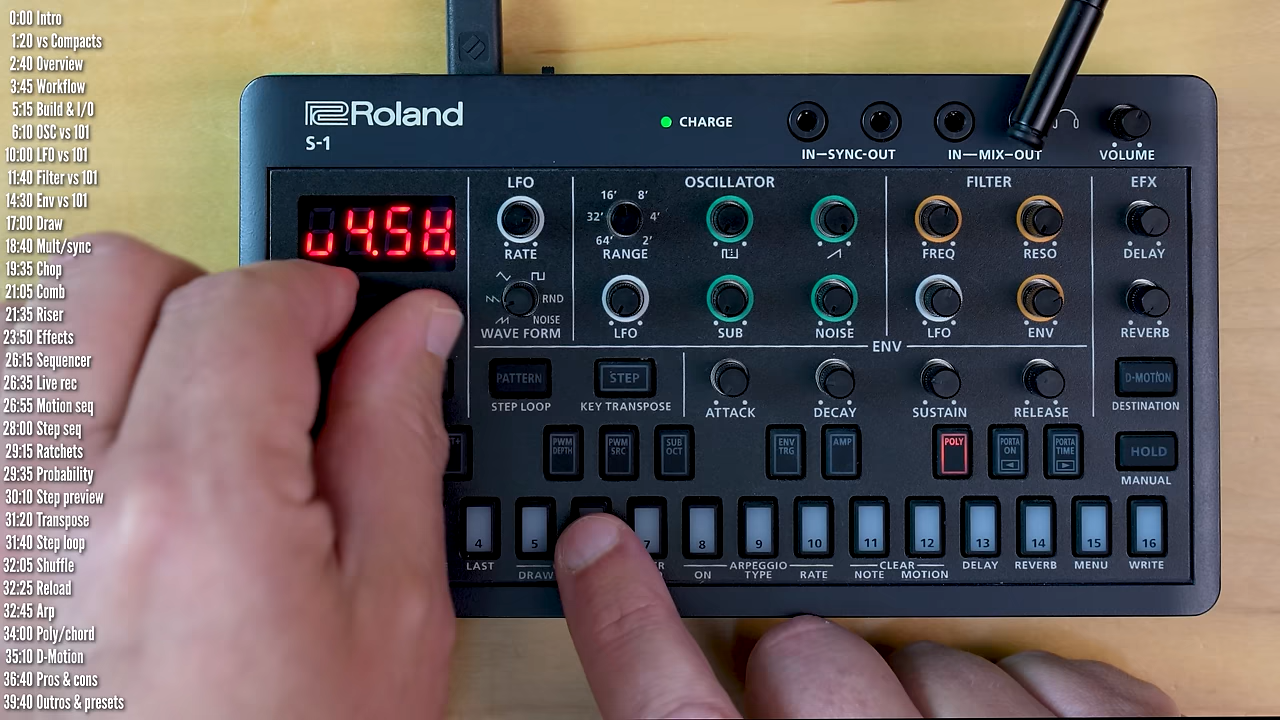 0:00 Intro
1:20 vs Compacts
2:40 Overview
3:45 Workflow
5:15 Build & I/O
6:10 OSC vs 101
10:00 LFO vs 101
11:40 Filter vs 101
14:30 Env vs 101
17:00 Draw
18:40 Mult/sync
19:35 Chop
21:05 Comb
21:35 Riser
23:50 Effects
26:15 Sequencer
26:35 Live rec
26:55 Motion seq
28:00 Step seq
29:15 Ratchets
29:35 Probability
30:10 Step preview
31:20 Transpose
31:40 Step loop
32:05 Shuffle
32:25 Reload
32:45 Arp
34:00 Poly/chord
35:10 D-Motion
36:40 Pros & cons
39:40 Outros & presets
Roland
S-1
CHARGE
IN—SYNC-OUT
IN—MIX—OUT
VOLUME
LFO
OSCILLATOR
FILTER
EFX
16' 8'
32' 4'
64' 2'
RATE
RANGE
FREQ
RESO
DELAY
RND
NOISE
WAVE FORM
LFO
SUB
NOISE
LFO
ENV
REVERB
ENV
PATTERN
STEP
D-MOTION
STEP LOOP
KEY TRANSPOSE
ATTACK
DECAY
SUSTAIN
RELEASE
DESTINATION
PWM DEPTH
PWM SRC
SUB OCT
ENV TRG
AMP
POLY
PORTA ON
PORTA TIME
HOLD
MANUAL
4 5 7 8 9 10 11 12 13 14 15 16
LAST
DRAW
ON
ARPEGGIO
TYPE
RATE
CLEAR
NOTE
MOTION
DELAY
REVERB
MENU
WRITE